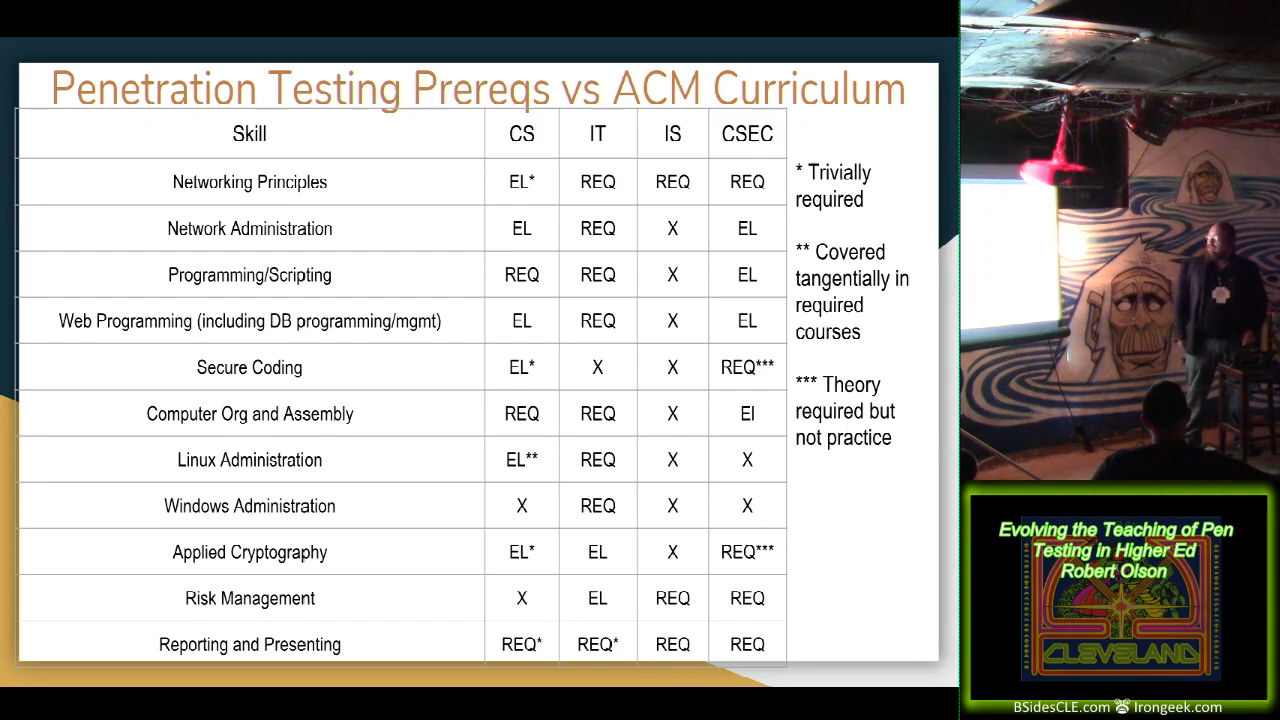 Penetration Testing Prereqs vs ACM Curriculum
Skill CS IT IS CSEC
Networking Principles EL* REQ REQ REQ
Network Administration EL REQ X EL
Programming/Scripting REQ REQ X EL
Web Programming (including DB programming/mgmt) EL REQ X EL
Secure Coding EL* X X REQ***
Computer Org and Assembly REQ REQ X El
Linux Administration EL** REQ X X
Windows Administration X REQ X X
Applied Cryptography EL* EL X REQ***
Risk Management X EL REQ REQ
Reporting and Presenting REQ* REQ* REQ REQ
* Trivially
required
** Covered
tangentially in
required
courses
*** Theory
required but
not practice
Evolving the Teaching of Pen
Testing in Higher Ed
Robert Olson
CLEVELAND
BSidesCLE.com Irongeek.com